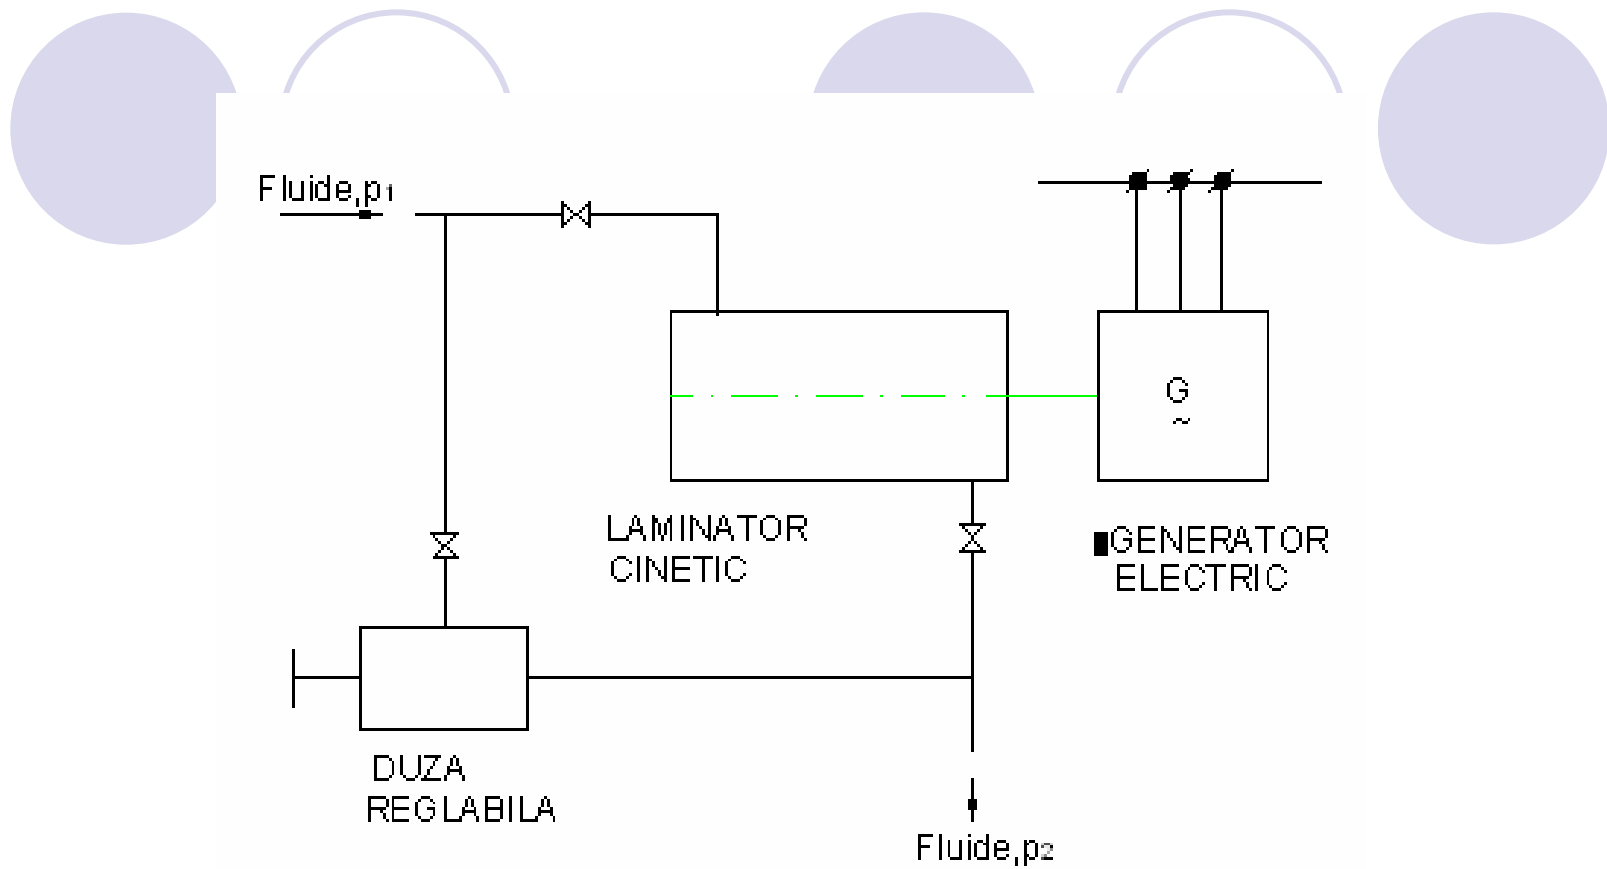 Fluide,p1
G
~
LAMINATOR
CINETIC
GENERATOR
ELECTRIC
DUZA
REGLABILA
Fluide,p2